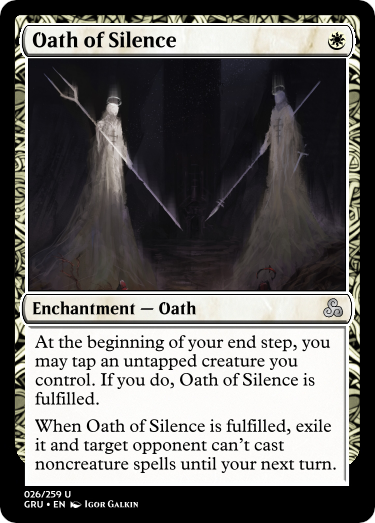 Oath of Silence
Enchantment — Oath
At the beginning of your end step, you
may tap an untapped creature you
control. If you do, Oath of Silence is
fulfilled.
When Oath of Silence is fulfilled, exile
it and target opponent can't cast
noncreature spells until your next turn.
026/259 U
GRU • EN Igor Galkin